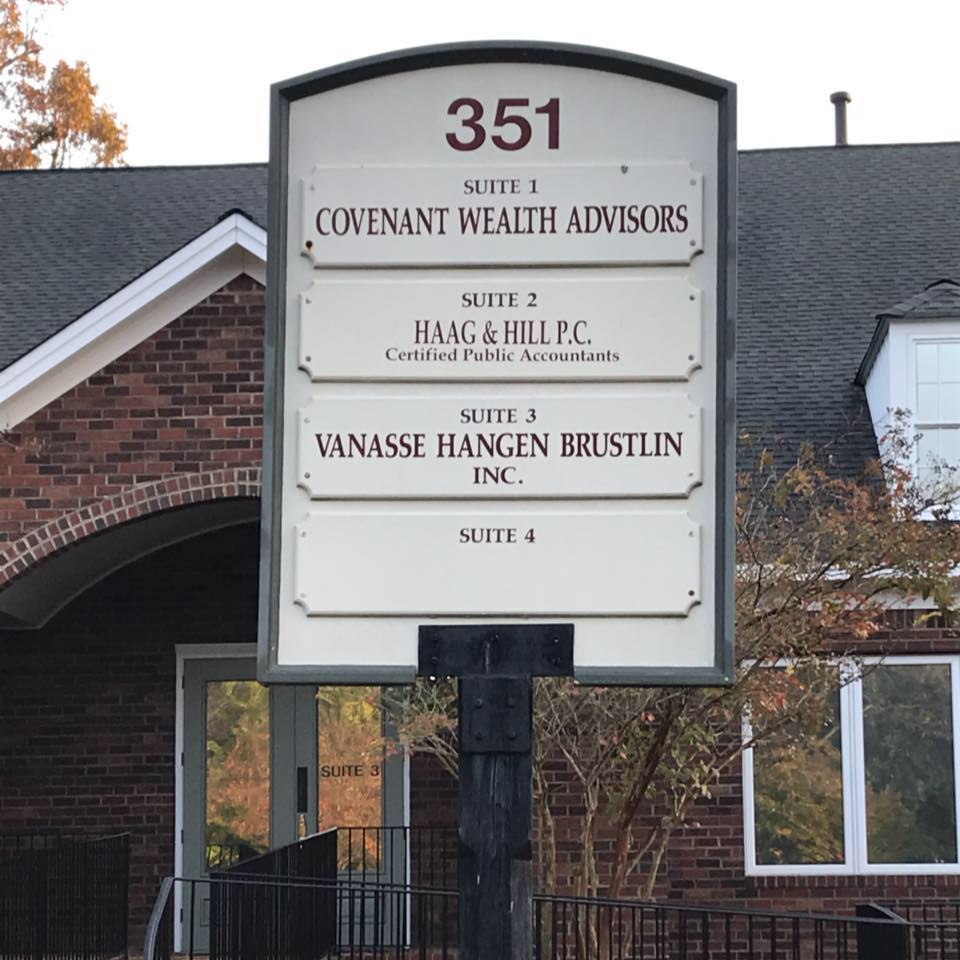 351
SUITE 1
COVENANT WEALTH ADVISORS
SUITE 2
HAAG & HILL P.C.
Certified Public Accountants
SUITE 3
VANASSE HANGEN BRUSTLIN
INC.
SUITE 4
SUITE 3